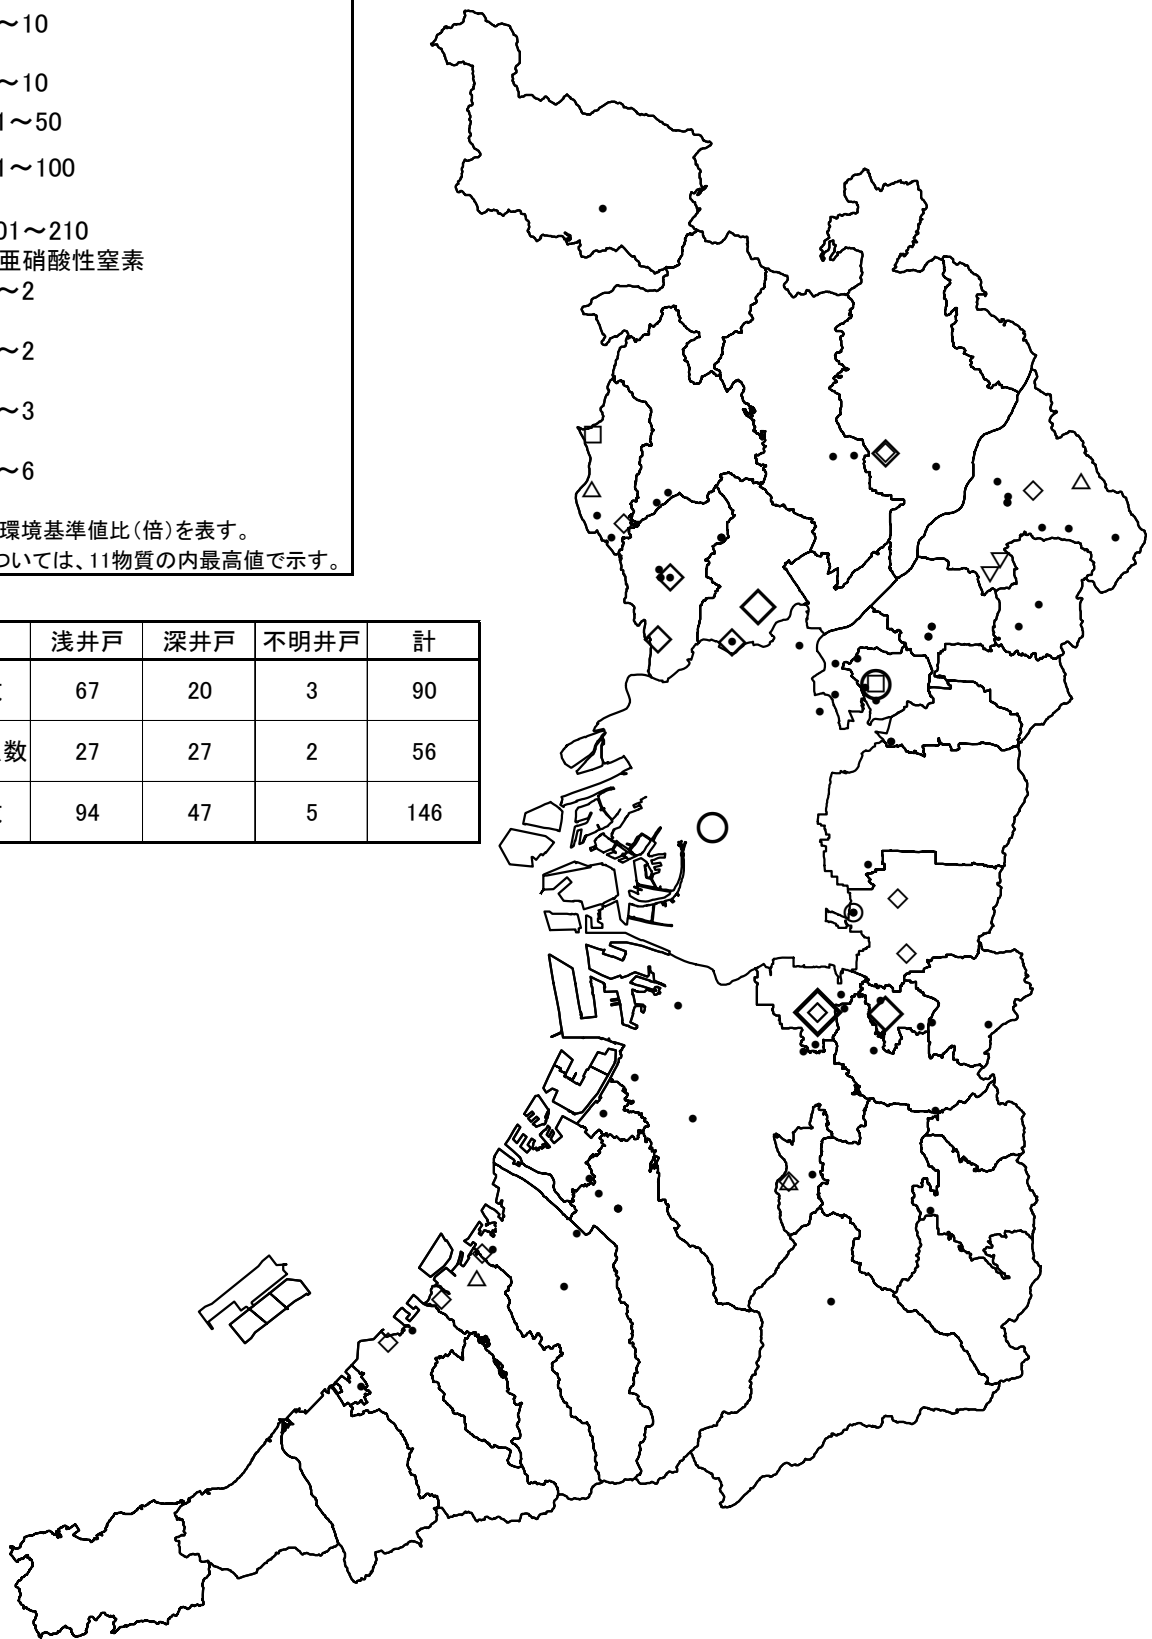 ～10
～10
1～50
1～100
01～210
亜硝酸性窒素
～2
～2
～3
～6
環境基準値比(倍)を表す。
ついては、11物質の内最高値で示す。
浅井戸 深井戸 不明井戸 計
67 20 3 90
数 27 27 2 56
94 47 5 146